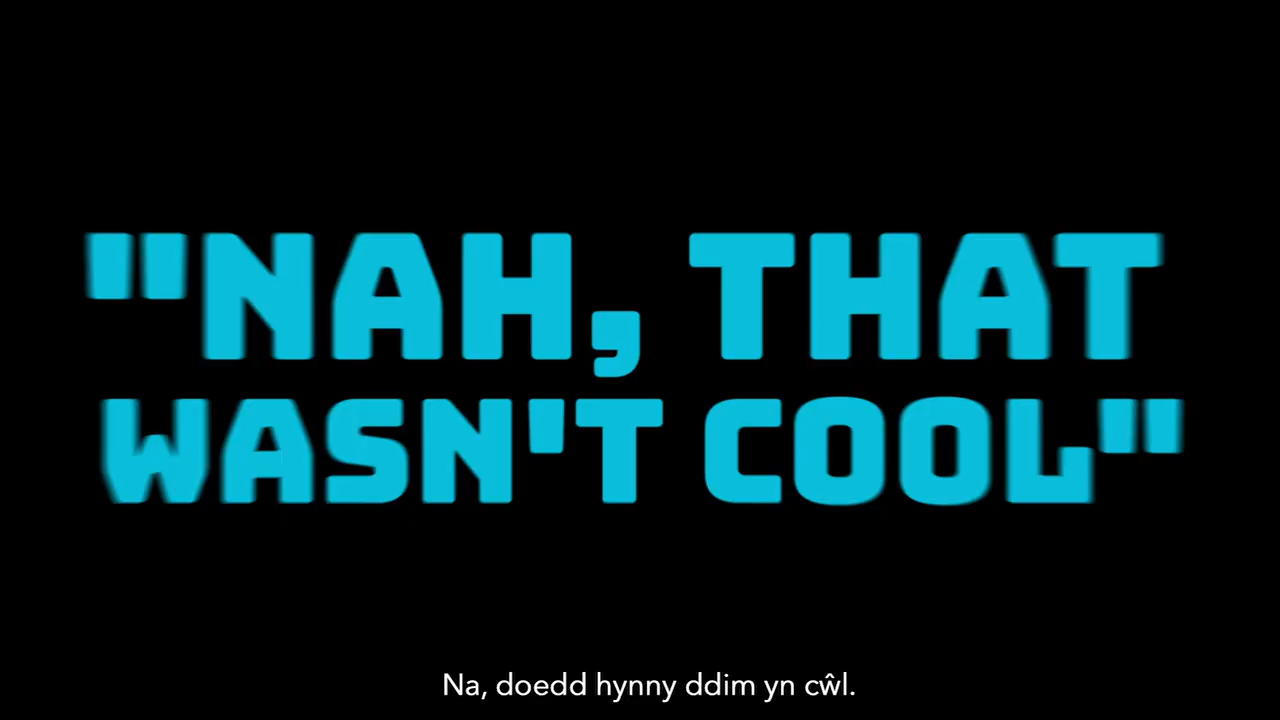 "NAH, THAT
WASN'T COOL"
Na, doedd hynny ddim yn cŵl.